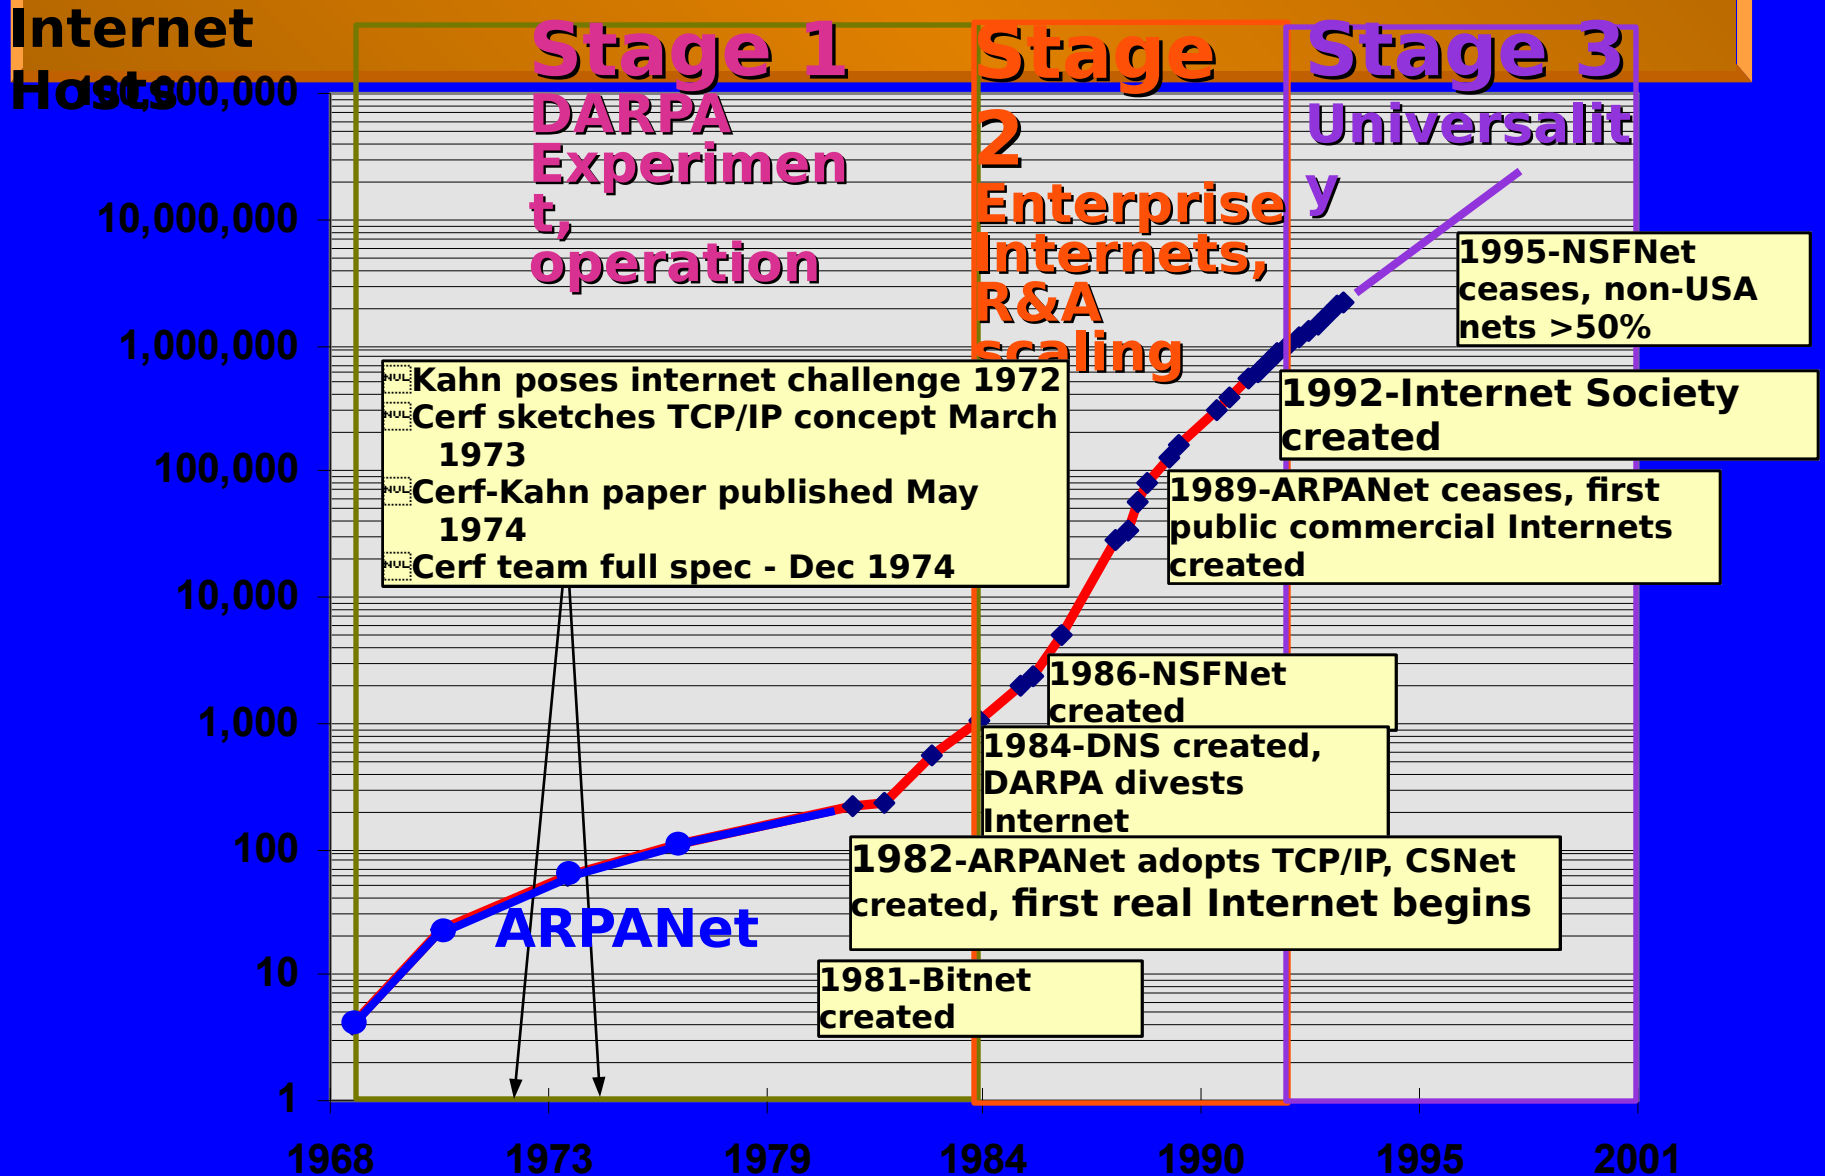 Internet
Hosts
Stage 1
DARPA
Experimen
t,
operation
Stage
2
Enterprise
Internets,
R&A
scaling
Stage 3
Universalit
y
100,000,000
10,000,000
1,000,000
100,000
10,000
1,000
100
10
1
1995-NSFNet
ceases, non-USA
nets >50%
Kahn poses internet challenge 1972
Cerf sketches TCP/IP concept March
1973
Cerf-Kahn paper published May
1974
Cerf team full spec - Dec 1974
1992-Internet Society
created
1989-ARPANet ceases, first
public commercial Internets
created
1986-NSFNet
created
1984-DNS created,
DARPA divests
Internet
1982-ARPANet adopts TCP/IP, CSNet
created, first real Internet begins
ARPANet
1981-Bitnet
created
1968 1973 1979 1984 1990 1995 2001